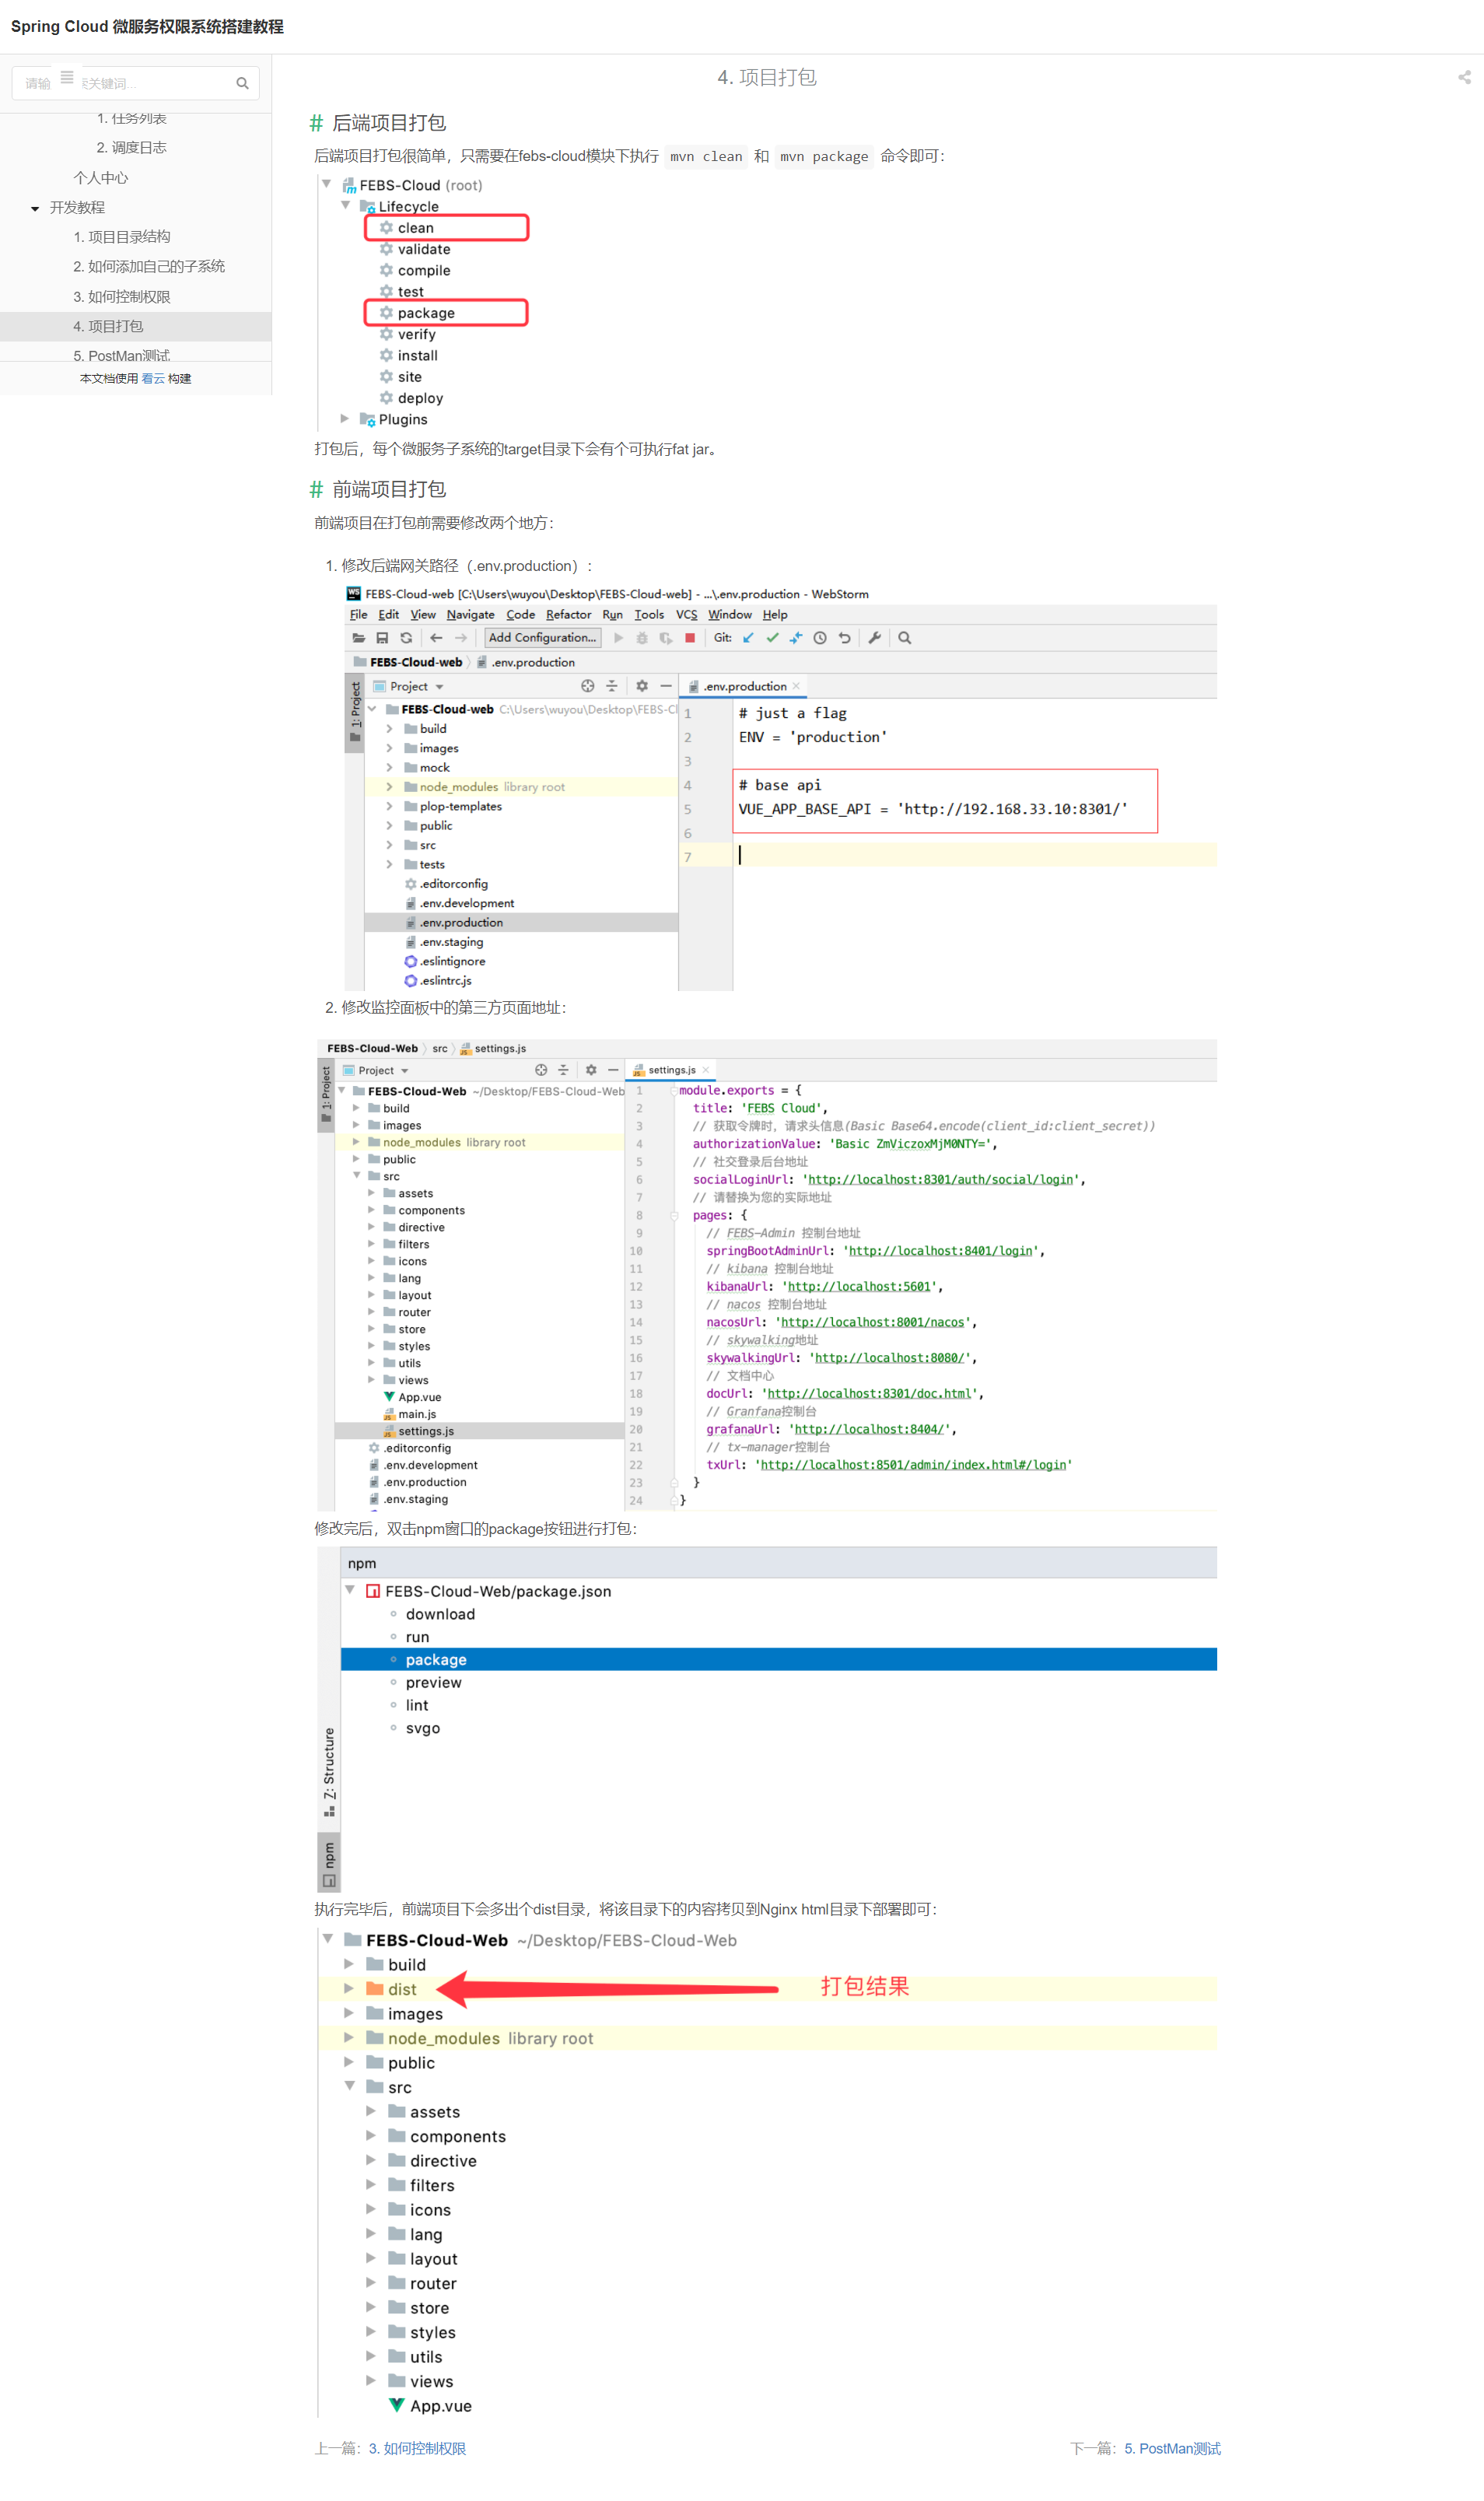 Spring Cloud 微服务权限系统搭建教程
请输 索关键词...
1. 任务列表
2. 调度日志
个人中心
开发教程
1. 项目目录结构
2. 如何添加自己的子系统
3. 如何控制权限
4. 项目打包
5. PostMan测试
本文档使用 看云 构建
4. 项目打包
# 后端项目打包
后端项目打包很简单，只需要在febs-cloud模块下执行 mvn clean 和 mvn package 命令即可：
FEBS-Cloud (root)
Lifecycle
clean
validate
compile
test
package
verify
install
site
deploy
Plugins
打包后，每个微服务子系统的target目录下会有个可执行fat jar。
# 前端项目打包
前端项目在打包前需要修改两个地方：
1. 修改后端网关路径（.env.production）：
FEBS-Cloud-web [C:\Users\wuyou\Desktop\FEBS-Cloud-web] - ...\.env.production - WebStorm
File Edit View Navigate Code Refactor Run Tools VCS Window Help
Add Configuration... Git:
FEBS-Cloud-web .env.production
1: Project
Project
.env.production
FEBS-Cloud-web C:\Users\wuyou\Desktop\FEBS-Cl
build
images
mock
node_modules library root
plop-templates
public
src
tests
.editorconfig
.env.development
.env.production
.env.staging
.eslintignore
.eslintrc.js
1 # just a flag
2 ENV = 'production'
3
4 # base api
5 VUE_APP_BASE_API = 'http://192.168.33.10:8301/'
6
7
2. 修改监控面板中的第三方页面地址：
FEBS-Cloud-Web src settings.js
1: Project
Project
settings.js
FEBS-Cloud-Web ~/Desktop/FEBS-Cloud-Web
build
images
node_modules library root
public
src
assets
components
directive
filters
icons
lang
layout
router
store
styles
utils
views
App.vue
main.js
settings.js
.editorconfig
.env.development
.env.production
.env.staging
1 module.exports = {
2 title: 'FEBS Cloud',
3 // 获取令牌时，请求头信息(Basic Base64.encode(client_id:client_secret))
4 authorizationValue: 'Basic ZmViczoxMjM0NTY=',
5 // 社交登录后台地址
6 socialLoginUrl: 'http://localhost:8301/auth/social/login',
7 // 请替换为您的实际地址
8 pages: {
9 // FEBS-Admin 控制台地址
10 springBootAdminUrl: 'http://localhost:8401/login',
11 // kibana 控制台地址
12 kibanaUrl: 'http://localhost:5601',
13 // nacos 控制台地址
14 nacosUrl: 'http://localhost:8001/nacos',
15 // skywalking地址
16 skywalkingUrl: 'http://localhost:8080/',
17 // 文档中心
18 docUrl: 'http://localhost:8301/doc.html',
19 // Granfana控制台
20 grafanaUrl: 'http://localhost:8404/',
21 // tx-manager控制台
22 txUrl: 'http://localhost:8501/admin/index.html#/login'
23 }
24 }
修改完后，双击npm窗口的package按钮进行打包：
npm
FEBS-Cloud-Web/package.json
download
run
package
preview
lint
svgo
Z: Structure
npm
执行完毕后，前端项目下会多出个dist目录，将该目录下的内容拷贝到Nginx html目录下部署即可：
FEBS-Cloud-Web ~/Desktop/FEBS-Cloud-Web
build
dist 打包结果
images
node_modules library root
public
src
assets
components
directive
filters
icons
lang
layout
router
store
styles
utils
views
App.vue
上一篇：3. 如何控制权限 下一篇：5. PostMan测试